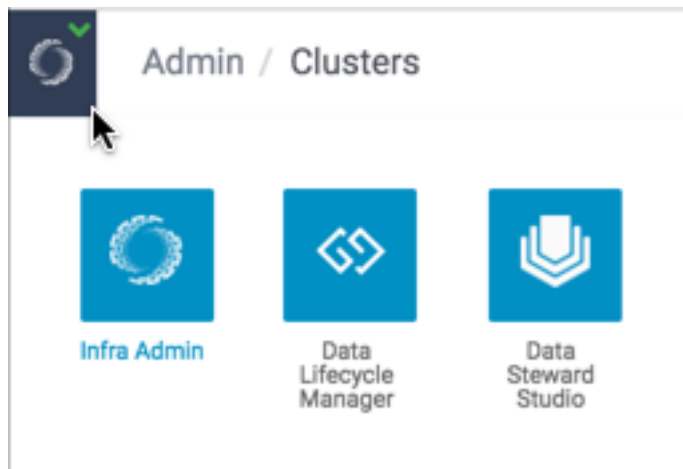 Admin / Clusters
Infra Admin
Data
Lifecycle
Manager
Data
Steward
Studio